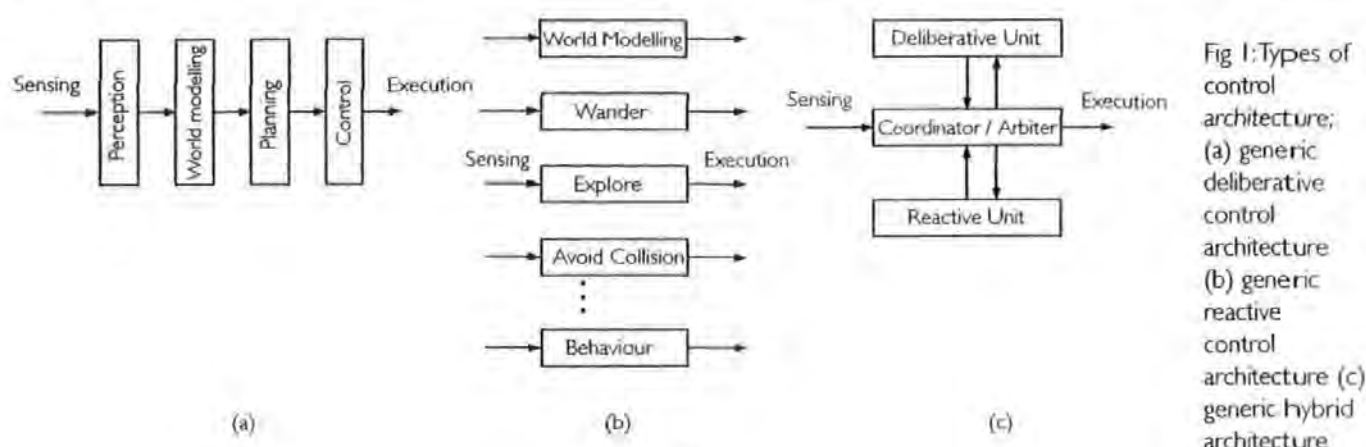 Sensing
Perception
World modelling
Planning
Control
Execution
(a)
World Modelling
Wander
Sensing
Explore
Execution
Avoid Collision
Behaviour
(b)
Deliberative Unit
Sensing
Coordinator / Arbiter
Execution
Reactive Unit
(c)
Fig 1: Types of
control
architecture;
(a) generic
deliberative
control
architecture
(b) generic
reactive
control
architecture (c)
generic hybrid
architecture